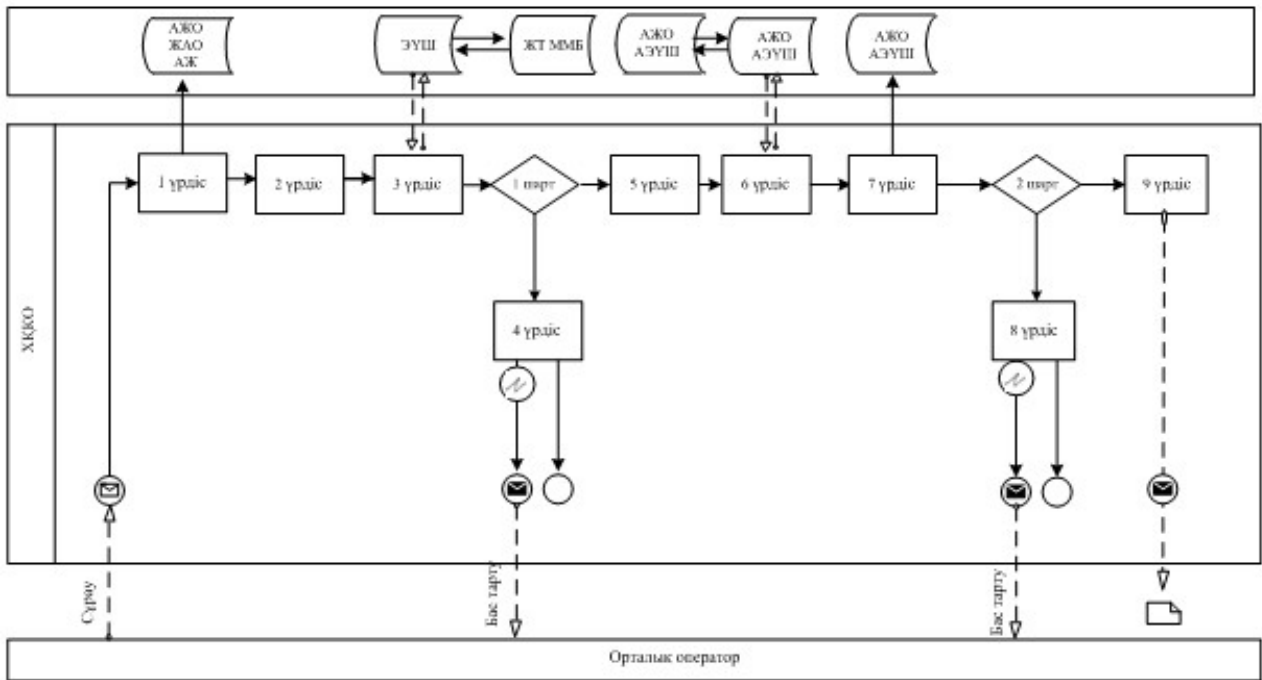 АЖО
ЖЛО
АЖ
ЭҮШ
ЖТ ММБ
АЖО
АЭҮШ
АЖО
АЭҮШ
АЖО
АЭҮШ
ХҚКО
1 үрдіс
2 үрдіс
3 үрдіс
1 шарт
5 үрдіс
6 үрдіс
7 үрдіс
2 шарт
9 үрдіс
4 үрдіс
8 үрдіс
Сұрау
Бас тарту
Бас тарту
Орталык оператор